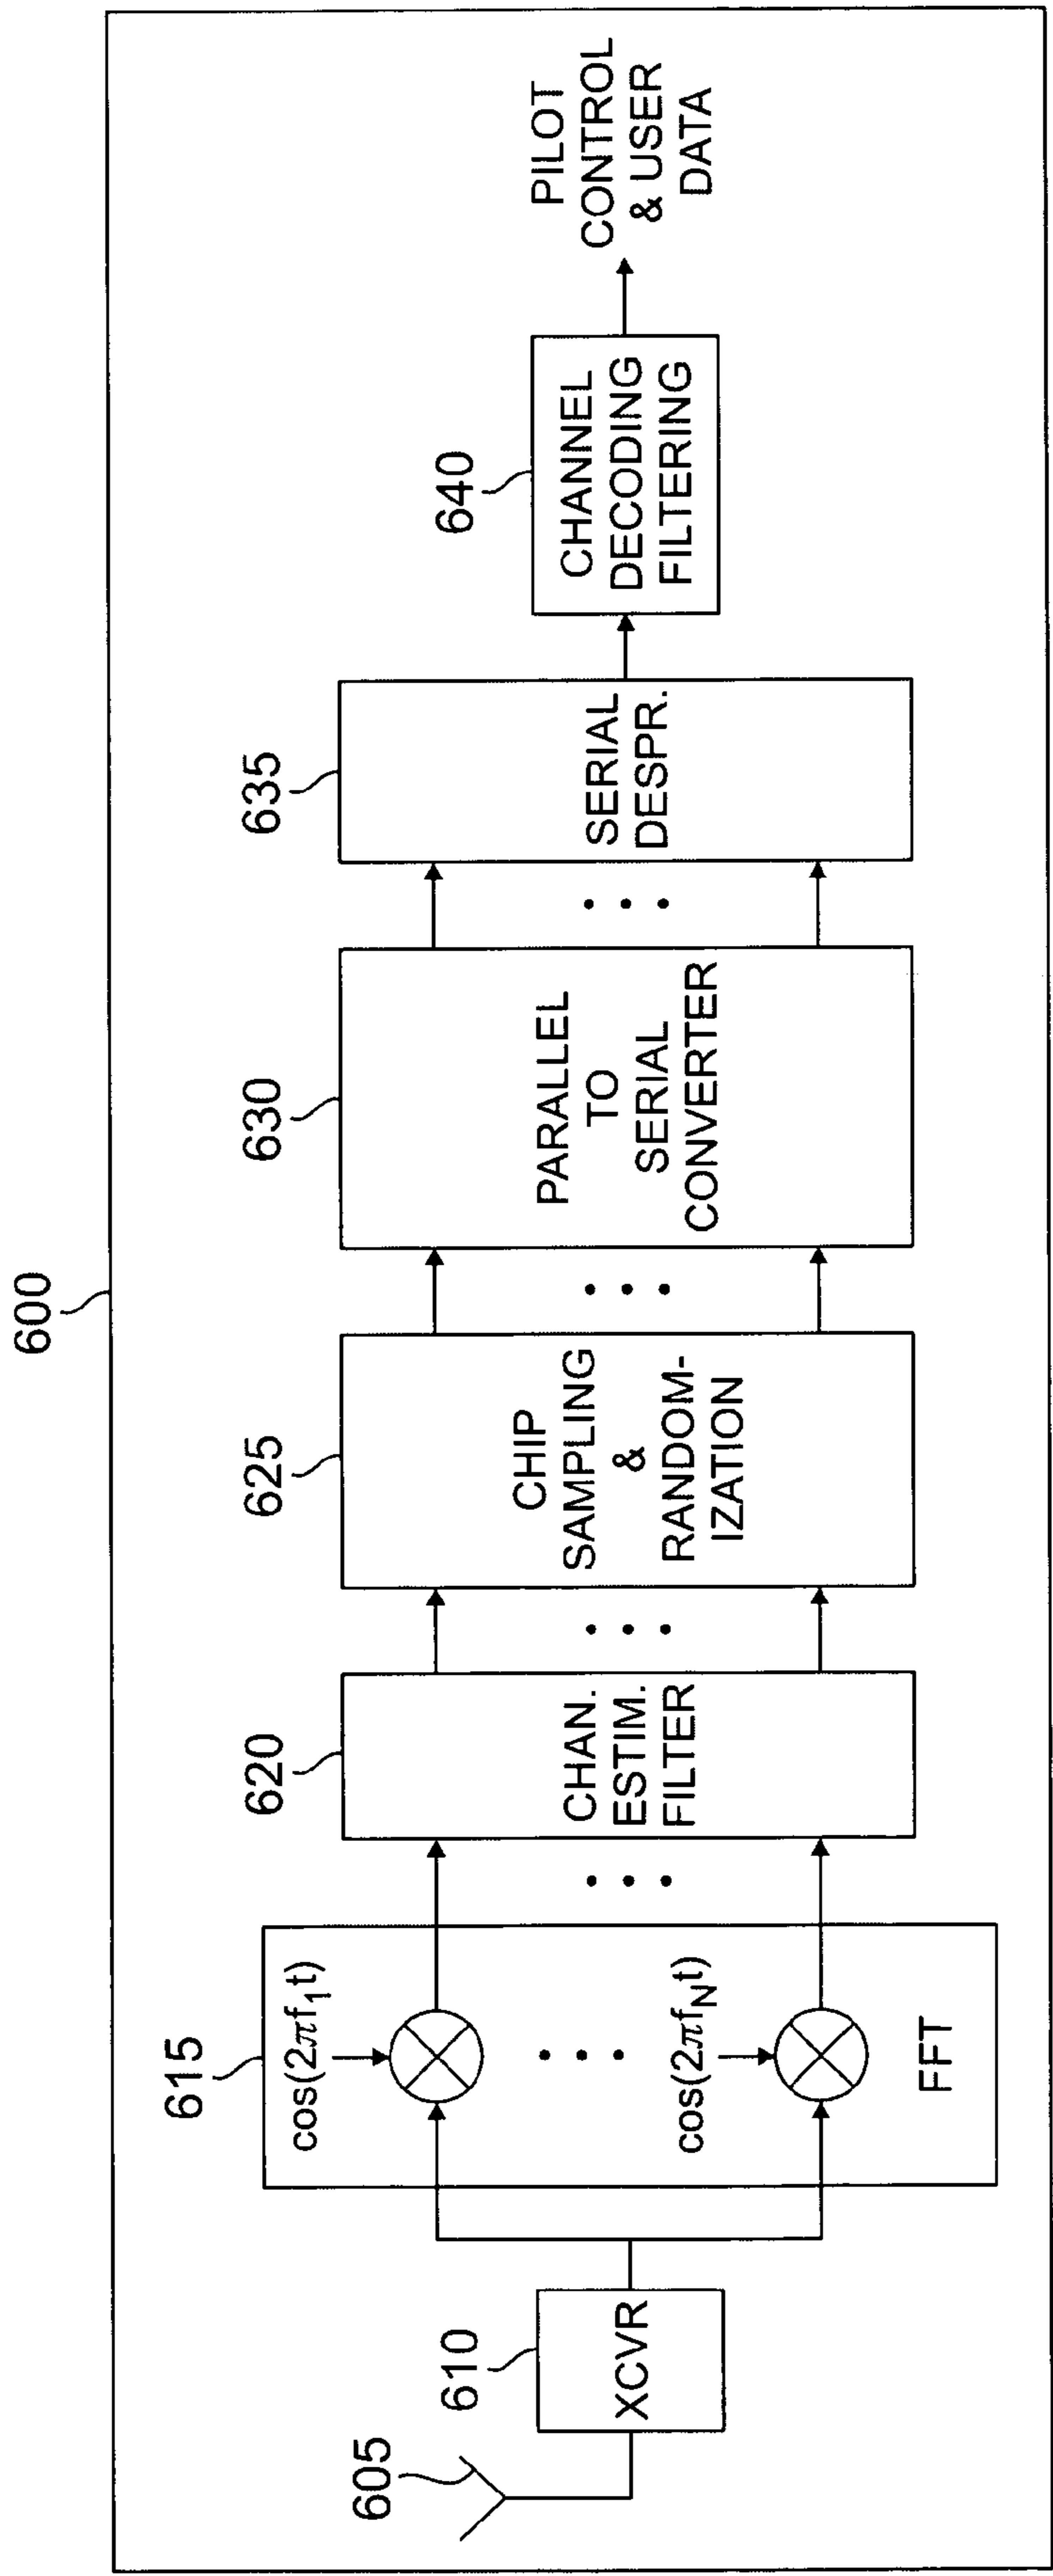 600
605
610
XCVR
615
cos(2πf₁t)
cos(2πf_Nt)
FFT
620
CHAN.
ESTIM.
FILTER
625
CHIP
SAMPLING
&
RANDOM-
IZATION
630
PARALLEL
TO
SERIAL
CONVERTER
635
SERIAL
DESPR.
640
CHANNEL
DECODING
FILTERING
PILOT
CONTROL
& USER
DATA